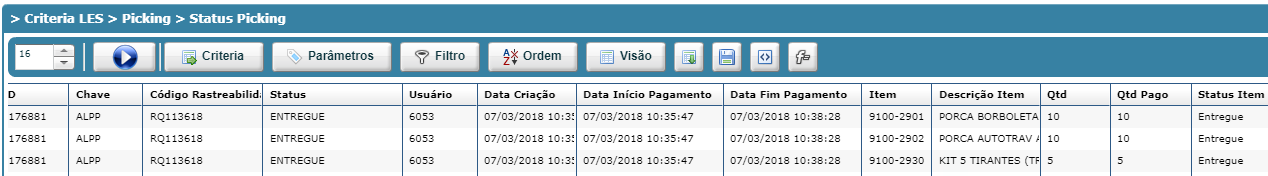 > Criteria LES > Picking > Status Picking
16 Criteria Parâmetros Filtro Ordem Visão
D Chave Código Rastreabilid Status Usuário Data Criação Data Início Pagamento Data Fim Pagamento Item Descrição Item Qtd Qtd Pago Status Item
176881 ALPP RQ113618 ENTREGUE 6053 07/03/2018 10:35 07/03/2018 10:35:47 07/03/2018 10:38:28 9100-2901 PORCA BORBOLETA 10 10 Entregue
176881 ALPP RQ113618 ENTREGUE 6053 07/03/2018 10:35 07/03/2018 10:35:47 07/03/2018 10:38:28 9100-2902 PORCA AUTOTRAV A 10 10 Entregue
176881 ALPP RQ113618 ENTREGUE 6053 07/03/2018 10:35 07/03/2018 10:35:47 07/03/2018 10:38:28 9100-2930 KIT 5 TIRANTES (TF 5 5 Entregue